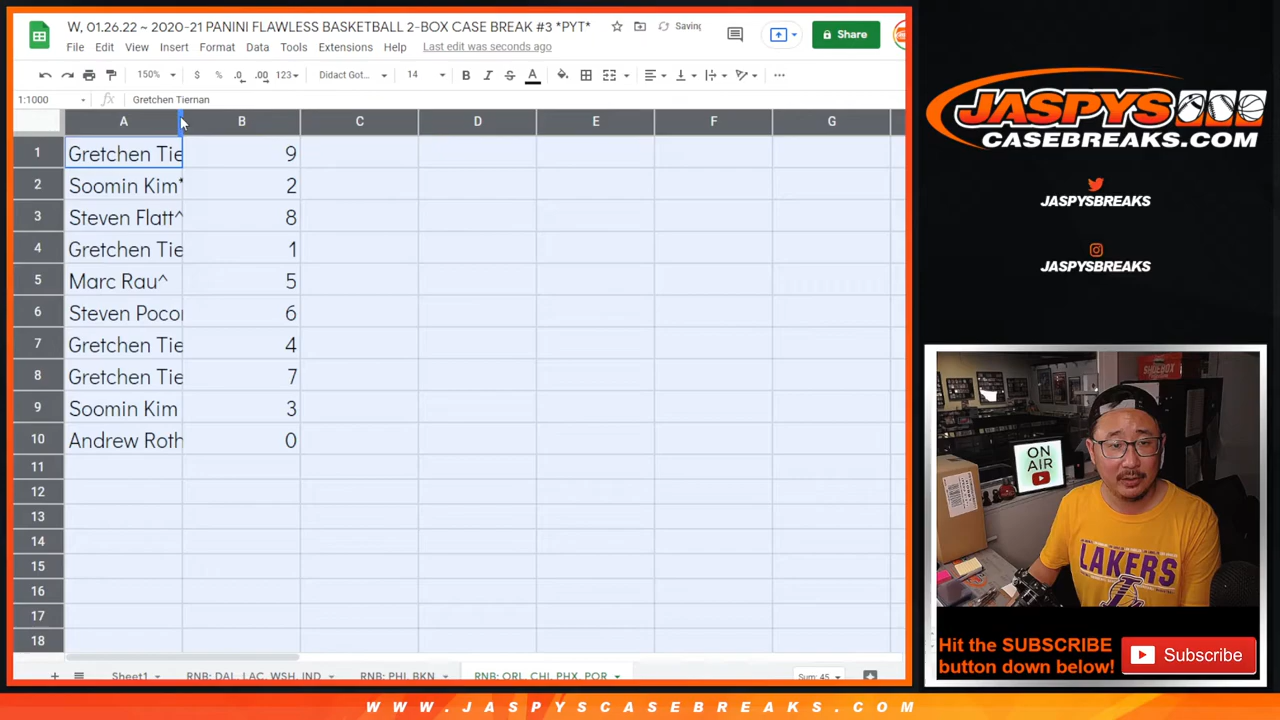 W, 01.26.22 ~ 2020-21 PANINI FLAWLESS BASKETBALL 2-BOX CASE BREAK #3 *PYT*
Saving
File Edit View Insert Format Data Tools Extensions Help Last edit was seconds ago
Share
150% $ % .0 .00 123 Didact Got... 14 B I S A
1:1000 fx Gretchen Tiernan
A B C D E F G
1 Gretchen Tie 9
2 Soomin Kim* 2
3 Steven Flatt^ 8
4 Gretchen Tie 1
5 Marc Rau^ 5
6 Steven Poco 6
7 Gretchen Tie 4
8 Gretchen Tie 7
9 Soomin Kim 3
10 Andrew Roth 0
11
12
13
14
15
16
17
18
Sheet1 RNB: DAL, LAC, WSH, IND RNB: PHI, BKN RNB: ORL, CHI, PHX, POR Sum: 45
JASPYS
CASEBREAKS.COM
JASPYSBREAKS
JASPYSBREAKS
SHOEBOX
ON
AIR
LAKERS
Hit the SUBSCRIBE
button down below!
Subscribe
WWW.JASPYSCASEBREAKS.COM